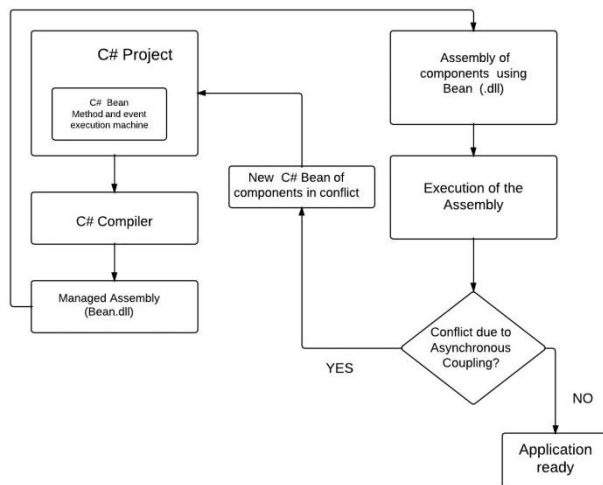 C# Project
C# Bean
Method and event
execution machine
C# Compiler
Managed Assembly
(Bean.dll)
New C# Bean of
components in conflict
Assembly of
components using
Bean (.dll)
Execution of the
Assembly
Conflict due to
Asynchronous
Coupling?
YES
NO
Application
ready